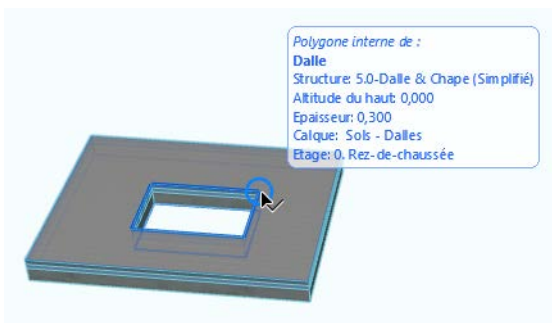 Polygone interne de :
Dalle
Structure: 5.0-Dalle & Chape (Simplifié)
Altitude du haut: 0,000
Epaisseur: 0,300
Calque: Sols - Dalles
Etage: 0. Rez-de-chaussée